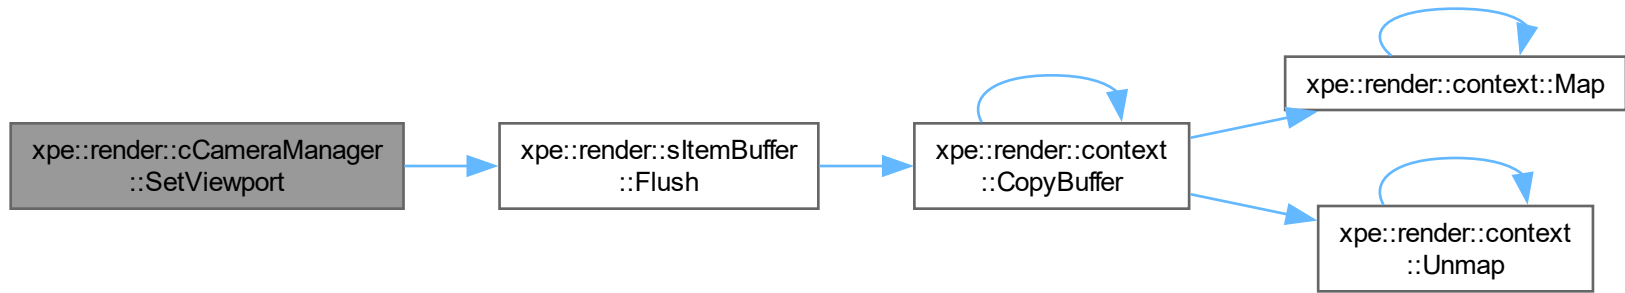 xpe::render::cCameraManager
::SetViewport
xpe::render::sItemBuffer
::Flush
xpe::render::context
::CopyBuffer
xpe::render::context::Map
xpe::render::context
::Unmap